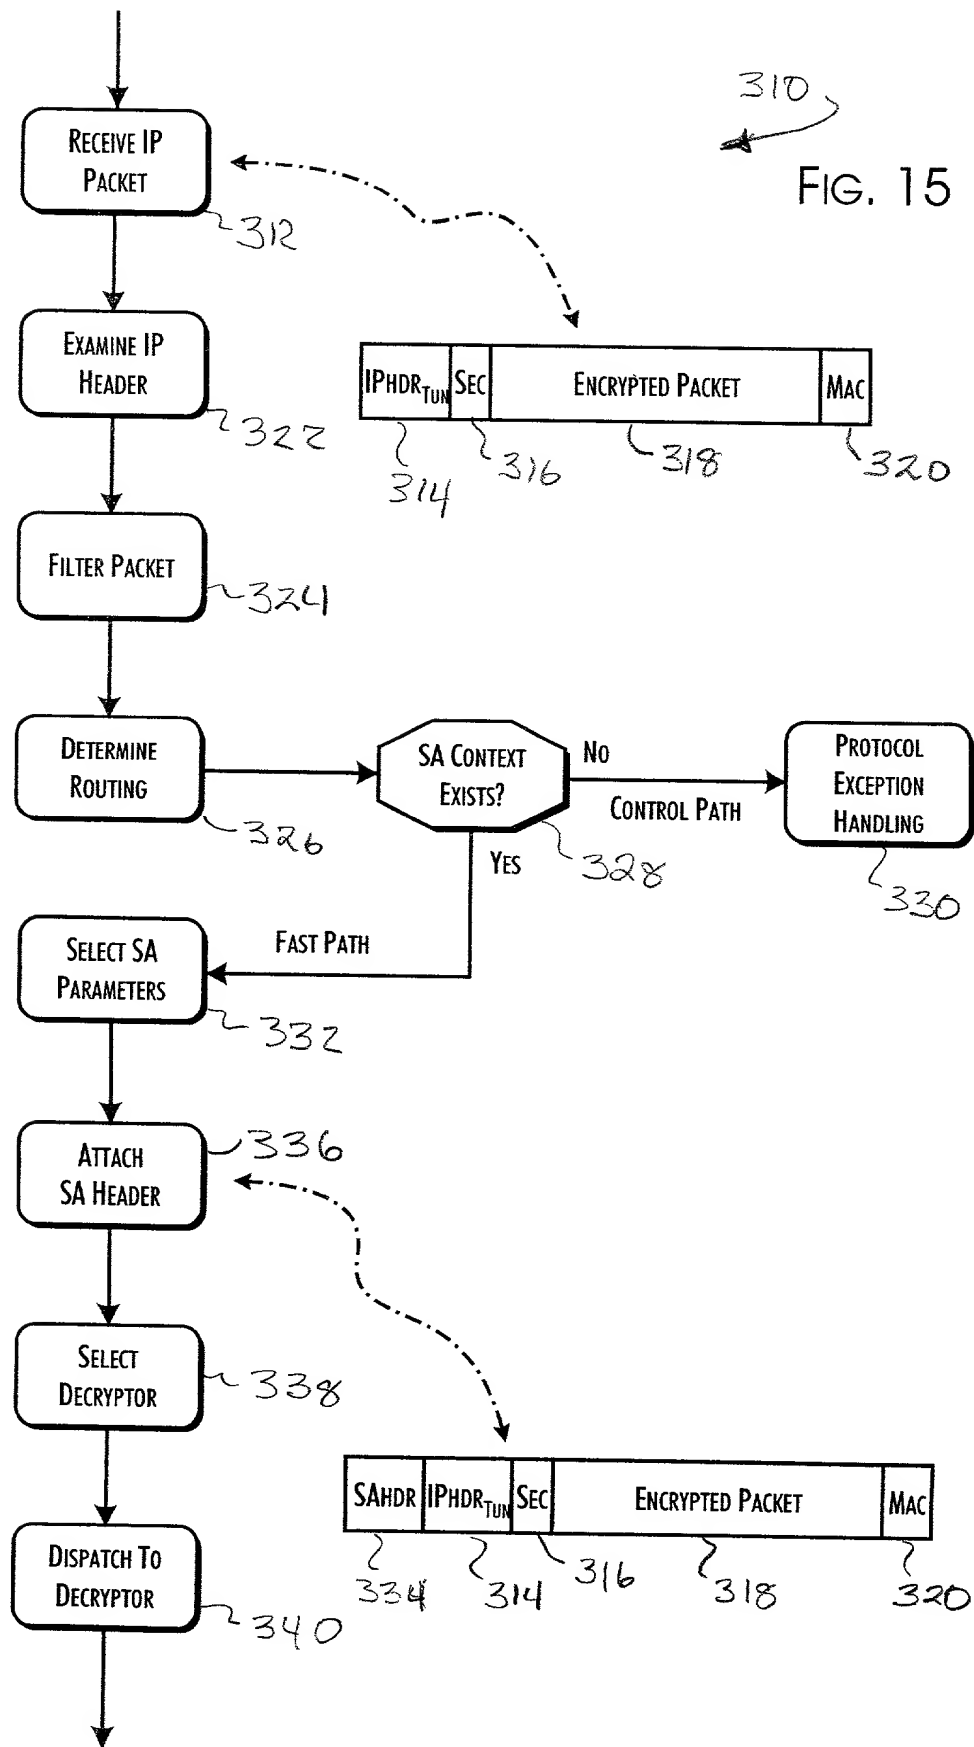 310
FIG. 15
RECEIVE IP
PACKET
312
EXAMINE IP
HEADER
322
IPHDRTUN SEC ENCRYPTED PACKET MAC
314 316 318 320
FILTER PACKET
324
DETERMINE
ROUTING
326
SA CONTEXT
EXISTS?
328
NO
CONTROL PATH
PROTOCOL
EXCEPTION
HANDLING
330
YES
FAST PATH
SELECT SA
PARAMETERS
332
ATTACH
SA HEADER
336
SELECT
DECRYPTOR
338
SAHDR IPHDRTUN SEC ENCRYPTED PACKET MAC
334 314 316 318 320
DISPATCH TO
DECRYPTOR
340